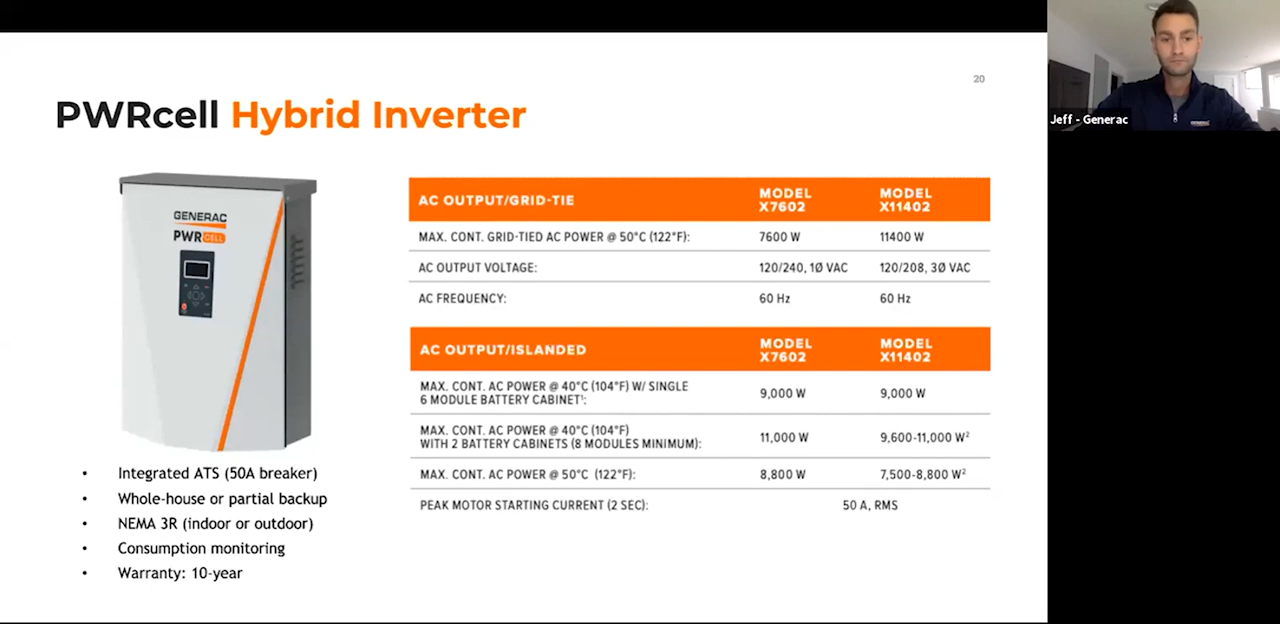 20
PWRcell Hybrid Inverter
GENERAC
PWRCELL
Integrated ATS (50A breaker)
Whole-house or partial backup
NEMA 3R (indoor or outdoor)
Consumption monitoring
Warranty: 10-year
AC OUTPUT/GRID-TIE MODEL X7602 MODEL X11402
MAX. CONT. GRID-TIED AC POWER @ 50°C (122°F): 7600 W 11400 W
AC OUTPUT VOLTAGE: 120/240, 1Ø VAC 120/208, 3Ø VAC
AC FREQUENCY: 60 Hz 60 Hz
AC OUTPUT/ISLANDED MODEL X7602 MODEL X11402
MAX. CONT. AC POWER @ 40°C (104°F) W/ SINGLE
6 MODULE BATTERY CABINET¹: 9,000 W 9,000 W
MAX. CONT. AC POWER @ 40°C (104°F)
WITH 2 BATTERY CABINETS (8 MODULES MINIMUM): 11,000 W 9,600-11,000 W²
MAX. CONT. AC POWER @ 50°C (122°F): 8,800 W 7,500-8,800 W²
PEAK MOTOR STARTING CURRENT (2 SEC): 50 A, RMS
Jeff - Generac